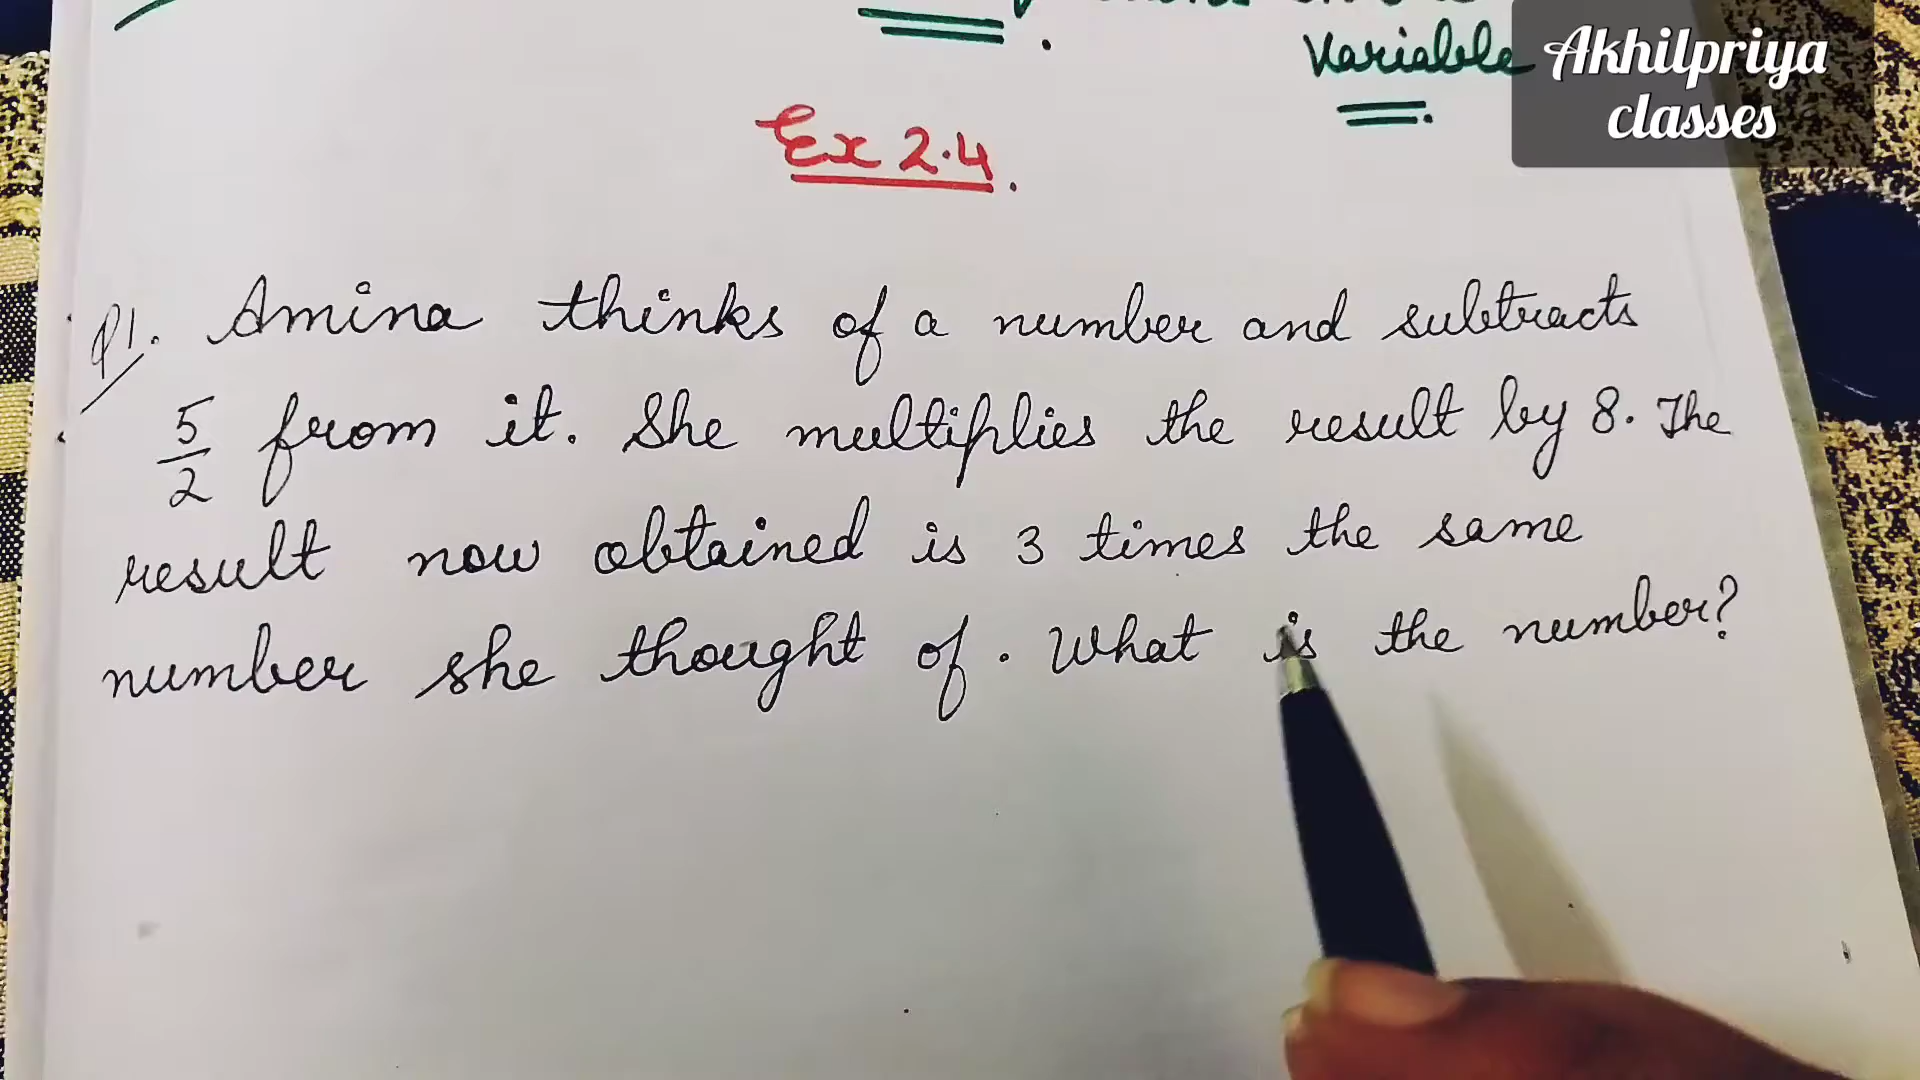 variable
Akhilpriya
classes
Ex 2.4.
Q1. Amina thinks of a number and subtracts
5/2 from it. She multiplies the result by 8. The
result now obtained is 3 times the same
number she thought of. What is the number?